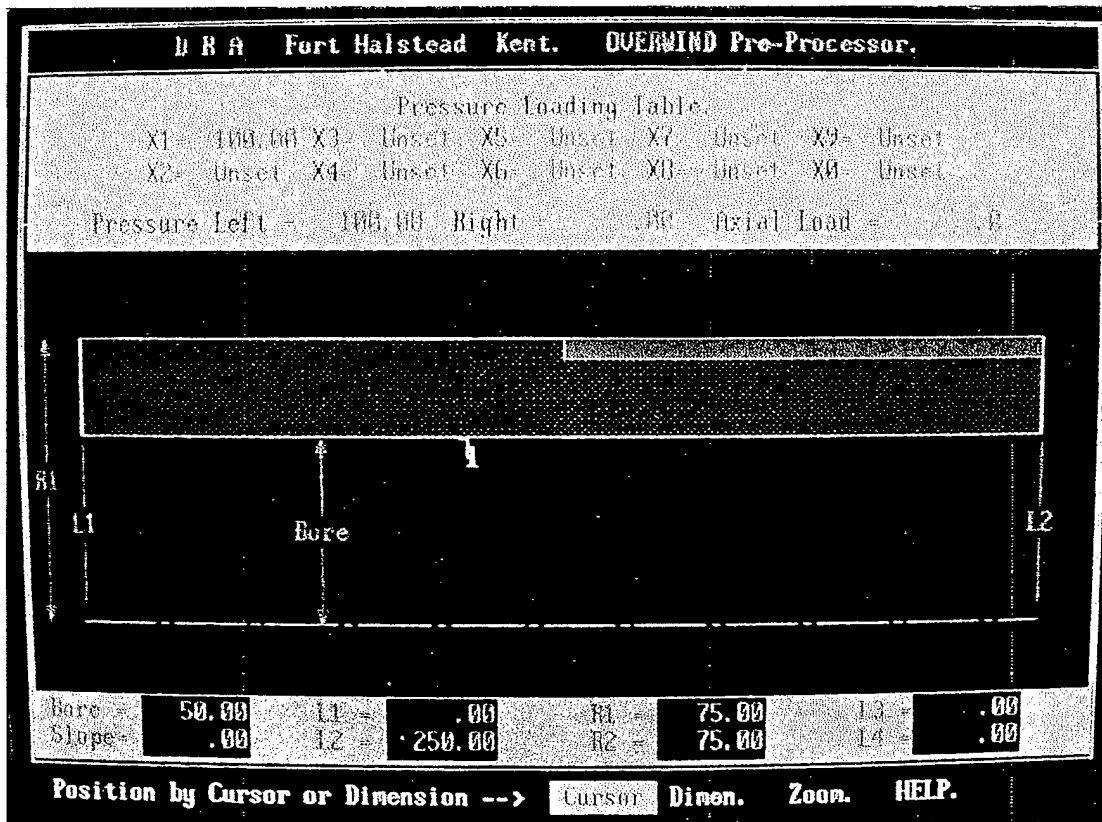 D R A Fort Halstead Kent. OVERWIND Pre-Processor.
Pressure Loading Table.
X1= 100.00 X3= Unset X5= Unset X7= Unset X9= Unset
X2= Unset X4= Unset X6= Unset X8= Unset X0= Unset
Pressure Left = 100.00 Right = .00 Axial Load = .0
1
R1
L1
Bore
L2
Bore = 50.00 L1 = .00 R1 = 75.00 L3 = .00
Slope= .00 L2 = 250.00 R2 = 75.00 L4 = .00
Position by Cursor or Dimension --> Cursor Dimen. Zoom. HELP.